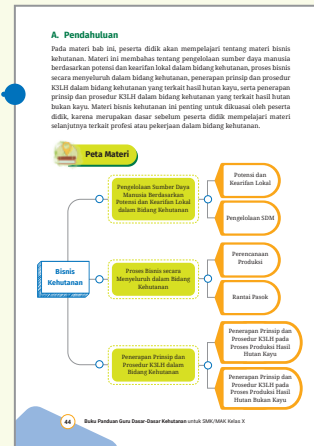 A. Pendahuluan
Pada materi bab ini, peserta didik akan mempelajari tentang materi bisnis
kehutanan. Materi ini membahas tentang pengelolaan sumber daya manusia
berdasarkan potensi dan kearifan lokal dalam bidang kehutanan, proses bisnis
secara menyeluruh dalam bidang kehutanan, penerapan prinsip dan prosedur
K3LH dalam bidang kehutanan yang terkait hasil hutan kayu, serta penerapan
prinsip dan prosedur K3LH dalam bidang kehutanan yang terkait hasil hutan
bukan kayu. Materi bisnis kehutanan ini penting untuk dikuasai oleh peserta
didik, karena merupakan dasar sebelum peserta didik mempelajari materi
selanjutnya terkait profesi atau pekerjaan dalam bidang kehutanan.
Peta Materi
Bisnis
Kehutanan
Pengelolaan Sumber Daya
Manusia Berdasarkan
Potensi dan Kearifan Lokal
dalam Bidang Kehutanan
Potensi dan
Kearifan Lokal
Pengelolaan SDM
Proses Bisnis secara
Menyeluruh dalam Bidang
Kehutanan
Perencanaan
Produksi
Rantai Pasok
Penerapan Prinsip dan
Prosedur K3LH dalam
Bidang Kehutanan
Penerapan Prinsip dan
Prosedur K3LH pada
Proses Produksi Hasil
Hutan Kayu
Penerapan Prinsip dan
Prosedur K3LH pada
Proses Produksi Hasil
Hutan Bukan Kayu
44 Buku Panduan Guru Dasar-Dasar Kehutanan untuk SMK/MAK Kelas X